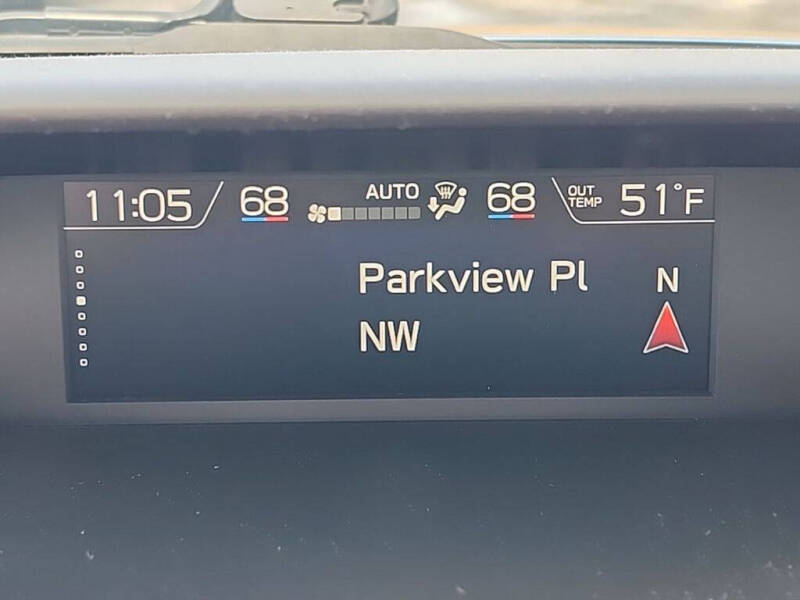 11:05 68 AUTO 68 OUT TEMP 51°F
Parkview Pl N
NW